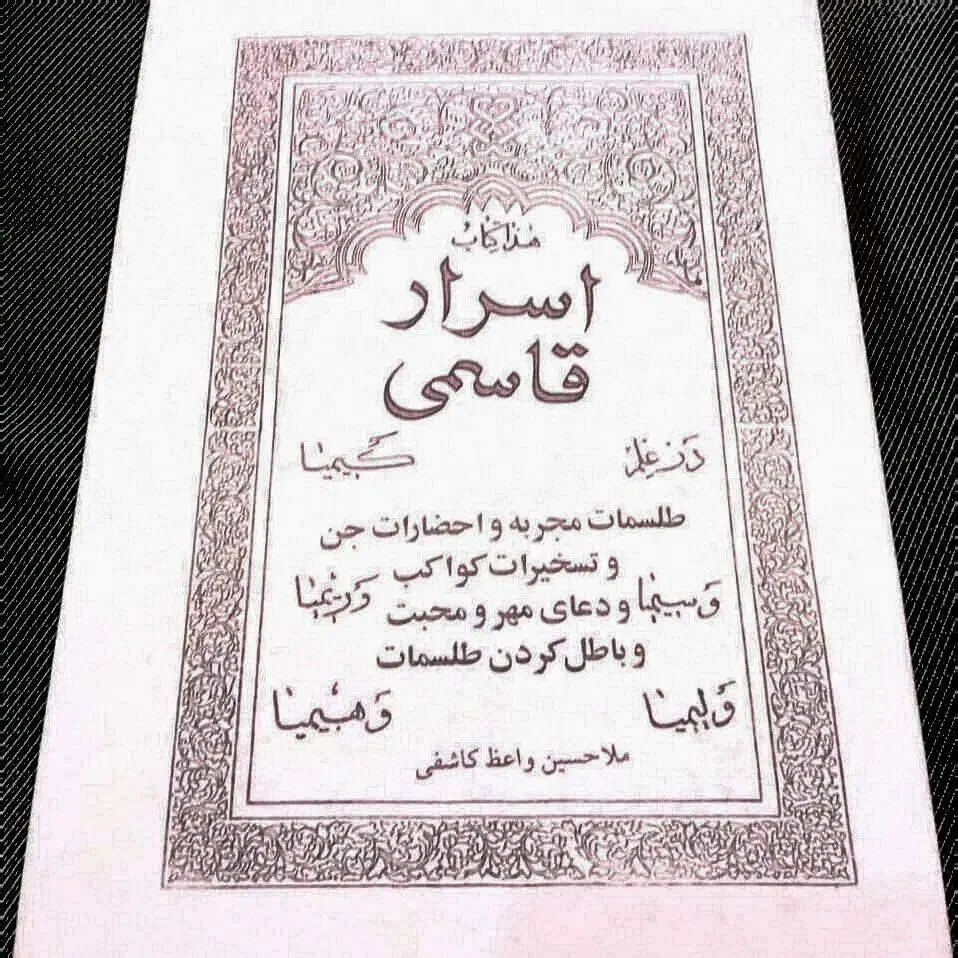 هذا کتاب
اسرار
قاسمی
در علم کیمیا
طلسمات مجربه و احضارات جن
و تسخیرات کواکب
و سیمیا و دعای مهر و محبت و ریمیا
و باطل کردن طلسمات
و لیمیا و هیمیا
ملاحسین واعظ کاشفی